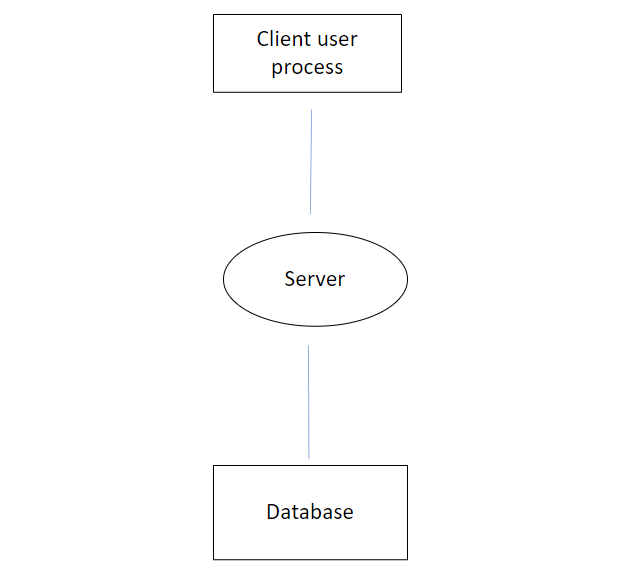 Client user
process
Server
Database